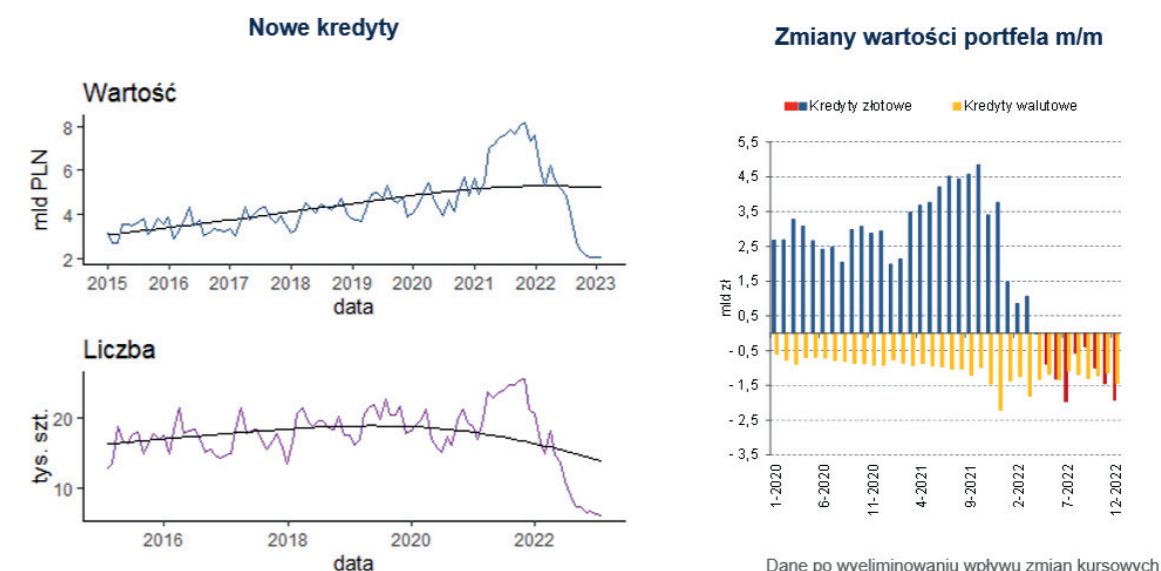 Nowe kredyty
Wartość
mld PLN
8
6
4
2
2015 2016 2017 2018 2019 2020 2021 2022 2023
data
Liczba
tys. szt.
20
10
2016 2018 2020 2022
data
Zmiany wartości portfela m/m
Kredyty złotowe Kredyty walutowe
mld zł
5,5
4,5
3,5
2,5
1,5
0,5
- 0,5
- 1,5
- 2,5
- 3,5
1-2020 6-2020 11-2020 4-2021 9-2021 2-2022 7-2022 12-2022
Dane po wyeliminowaniu wpływu zmian kursowych